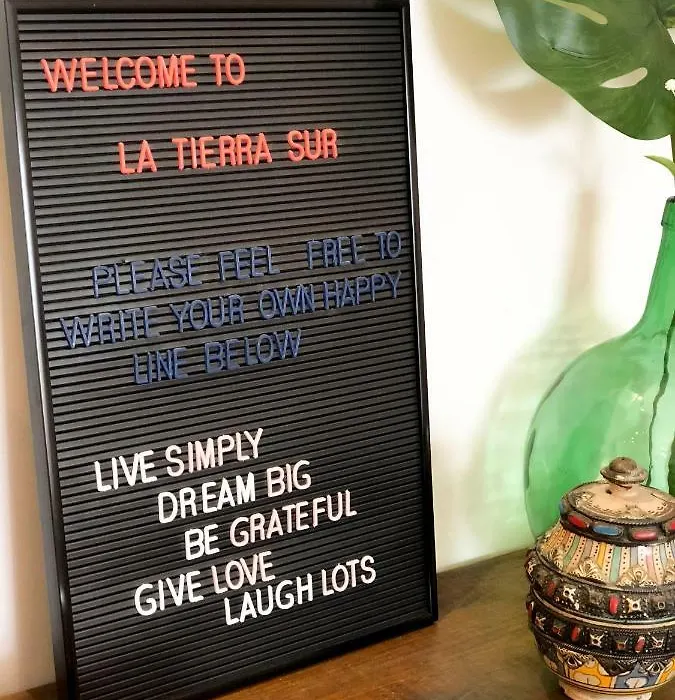 WELCOME TO
LA TIERRA SUR
PLEASE FEEL FREE TO
WRITE YOUR OWN HAPPY
LINE BELOW
LIVE SIMPLY
DREAM BIG
BE GRATEFUL
GIVE LOVE
LAUGH LOTS